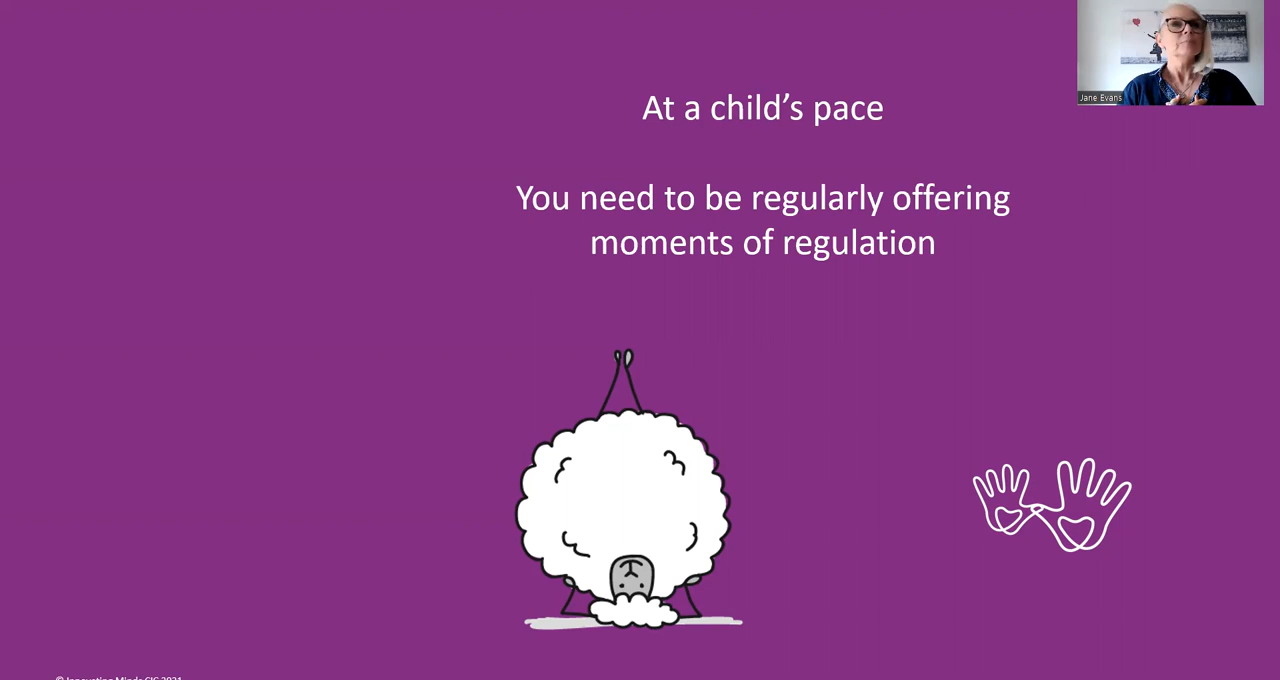 At a child's pace
You need to be regularly offering
moments of regulation
Jane Evans